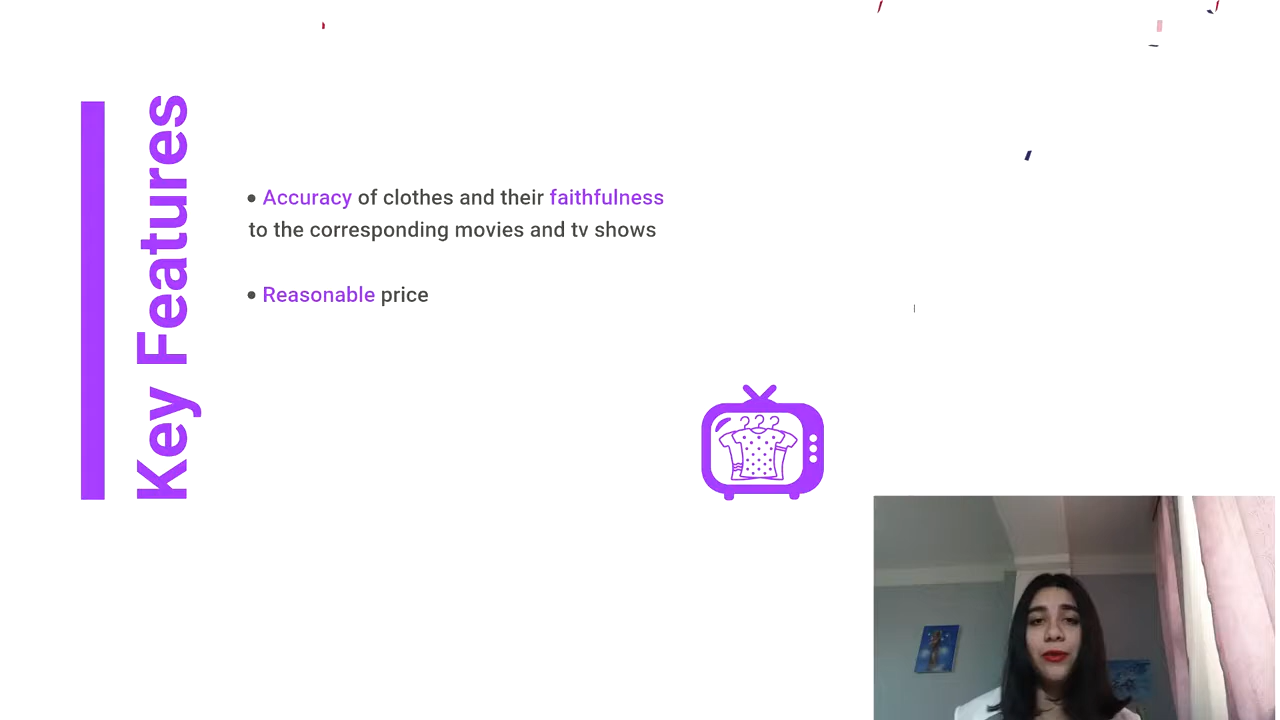 Key Features
• Accuracy of clothes and their faithfulness
to the corresponding movies and tv shows
• Reasonable price